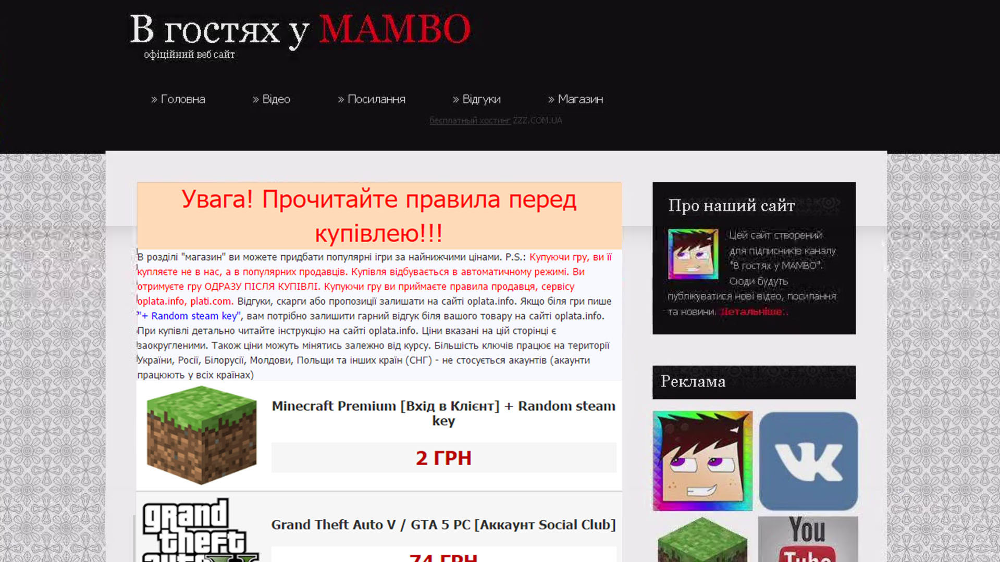 В гостях у MAMBO
офіційний веб сайт
» Головна » Відео » Посилання » Відгуки » Магазин
бесплатный хостинг ZZZ.COM.UA
Увага! Прочитайте правила перед
купівлею!!!
В розділі "магазин" ви можете придбати популярні ігри за найнижчими цінами. P.S.: Купуючи гру, ви її
купляєте не в нас, а в популярних продавців. Купівля відбувається в автоматичному режимі. Ви
отримуєте гру ОДРАЗУ ПІСЛЯ КУПІВЛІ. Купуючи гру ви приймаєте правила продавця, сервісу
oplata.info, plati.com. Відгуки, скарги або пропозиції залишати на сайті oplata.info. Якщо біля гри пише
"+ Random steam key", вам потрібно залишити гарний відгук біля вашого товару на сайті oplata.info.
При купівлі детально читайте інструкцію на сайті oplata.info. Ціни вказані на цій сторінці є
заокругленими. Також ціни можуть мінятись залежно від курсу. Більшість ключів працює на території
України, Росії, Білорусії, Молдови, Польщи та інших країн (СНГ) - не стосується акаунтів (акаунти
працюють у всіх країнах)
Minecraft Premium [Вхід в Клієнт] + Random steam
key
2 ГРН
grand
theft
auto V
Grand Theft Auto V / GTA 5 PC [Аккаунт Social Club]
74 ГРН
Про наший сайт
Цей сайт створений
для підписників каналу
"В гостях у MAMBO".
Сюди будуть
публікуватися нові відео, посилання
та новини. Детальніше..
Реклама
You
Tube